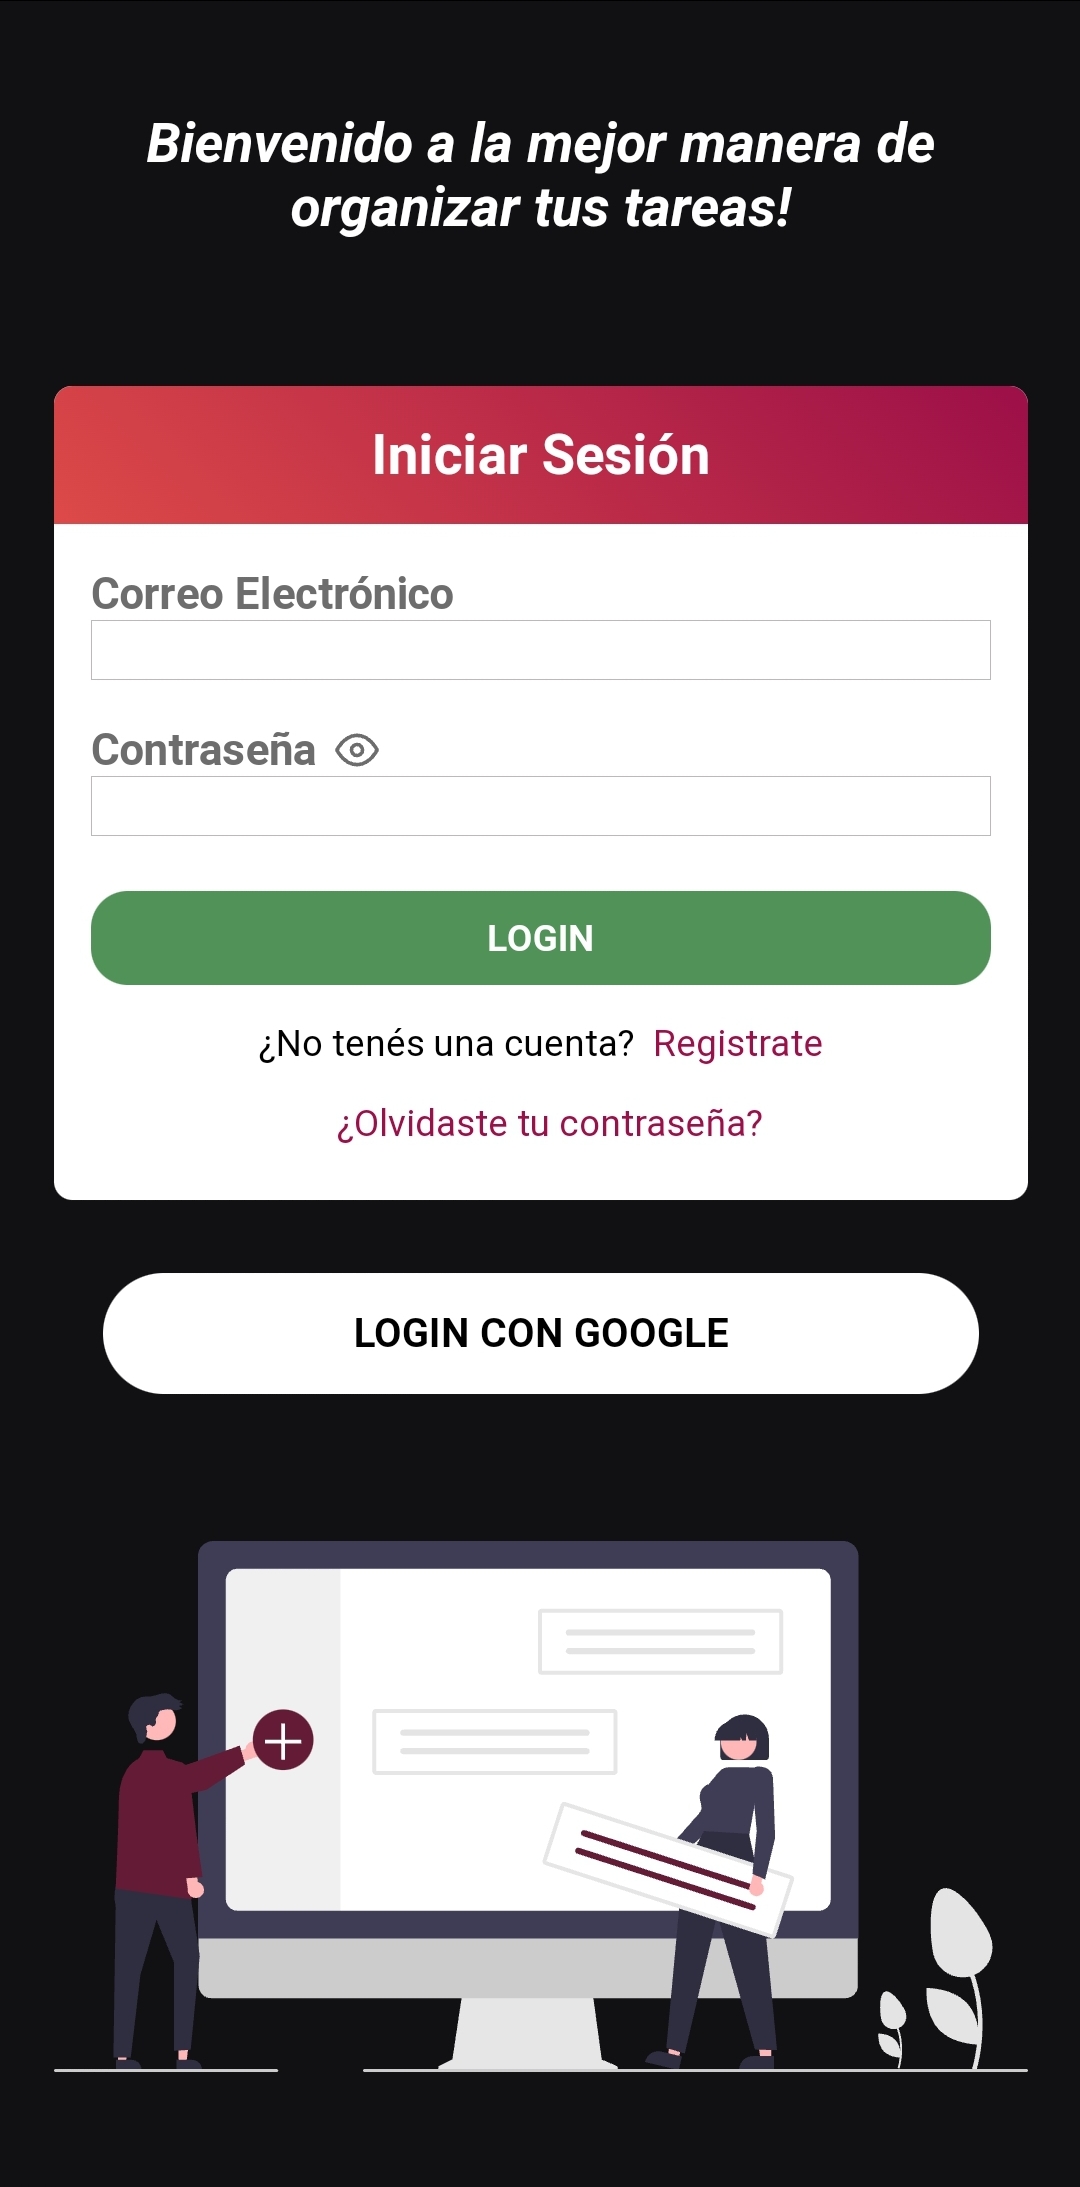 Bienvenido a la mejor manera de
organizar tus tareas!
Iniciar Sesión
Correo Electrónico
Contraseña
LOGIN
¿No tenés una cuenta? Registrate
¿Olvidaste tu contraseña?
LOGIN CON GOOGLE